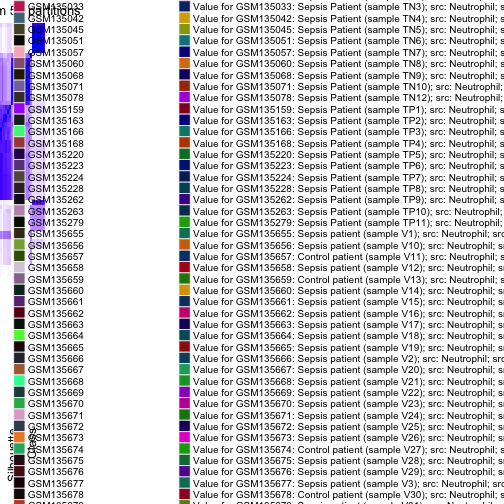 partitions
GSM135033 Value for GSM135033: Sepsis Patient (sample TN3); src: Neutrophil; s
GSM135042 Value for GSM135042: Sepsis Patient (sample TN4); src: Neutrophil; s
GSM135045 Value for GSM135045: Sepsis Patient (sample TN5); src: Neutrophil; s
GSM135051 Value for GSM135051: Sepsis Patient (sample TN6); src: Neutrophil; s
GSM135057 Value for GSM135057: Sepsis Patient (sample TN7); src: Neutrophil; s
GSM135060 Value for GSM135060: Sepsis Patient (sample TN8); src: Neutrophil; s
GSM135068 Value for GSM135068: Sepsis Patient (sample TN9); src: Neutrophil; s
GSM135071 Value for GSM135071: Sepsis Patient (sample TN10); src: Neutrophil;
GSM135078 Value for GSM135078: Sepsis Patient (sample TN12); src: Neutrophil;
GSM135159 Value for GSM135159: Sepsis Patient (sample TP1); src: Neutrophil; s
GSM135163 Value for GSM135163: Sepsis Patient (sample TP2); src: Neutrophil; s
GSM135166 Value for GSM135166: Sepsis Patient (sample TP3); src: Neutrophil; s
GSM135168 Value for GSM135168: Sepsis Patient (sample TP4); src: Neutrophil; s
GSM135220 Value for GSM135220: Sepsis Patient (sample TP5); src: Neutrophil; s
GSM135223 Value for GSM135223: Sepsis Patient (sample TP6); src: Neutrophil; s
GSM135224 Value for GSM135224: Sepsis Patient (sample TP7); src: Neutrophil; s
GSM135228 Value for GSM135228: Sepsis Patient (sample TP8); src: Neutrophil; s
GSM135262 Value for GSM135262: Sepsis Patient (sample TP9); src: Neutrophil; s
GSM135263 Value for GSM135263: Sepsis Patient (sample TP10); src: Neutrophil;
GSM135279 Value for GSM135279: Sepsis Patient (sample TP11); src: Neutrophil;
GSM135655 Value for GSM135655: Sepsis patient (sample V1); src: Neutrophil; src
GSM135656 Value for GSM135656: Sepsis patient (sample V10); src: Neutrophil; s
GSM135657 Value for GSM135657: Control patient (sample V11); src: Neutrophil; s
GSM135658 Value for GSM135658: Sepsis patient (sample V12); src: Neutrophil; s
GSM135659 Value for GSM135659: Control patient (sample V13); src: Neutrophil; s
GSM135660 Value for GSM135660: Sepsis patient (sample V14); src: Neutrophil; s
GSM135661 Value for GSM135661: Sepsis patient (sample V15); src: Neutrophil; s
GSM135662 Value for GSM135662: Sepsis patient (sample V16); src: Neutrophil; s
GSM135663 Value for GSM135663: Sepsis patient (sample V17); src: Neutrophil; s
GSM135664 Value for GSM135664: Sepsis patient (sample V18); src: Neutrophil; s
GSM135665 Value for GSM135665: Sepsis patient (sample V19); src: Neutrophil; s
GSM135666 Value for GSM135666: Sepsis patient (sample V2); src: Neutrophil; src
GSM135667 Value for GSM135667: Sepsis patient (sample V20); src: Neutrophil; s
GSM135668 Value for GSM135668: Sepsis patient (sample V21); src: Neutrophil; s
GSM135669 Value for GSM135669: Sepsis patient (sample V22); src: Neutrophil; s
GSM135670 Value for GSM135670: Sepsis patient (sample V23); src: Neutrophil; s
GSM135671 Value for GSM135671: Sepsis patient (sample V24); src: Neutrophil; s
GSM135672 Value for GSM135672: Sepsis patient (sample V25); src: Neutrophil; s
GSM135673 Value for GSM135673: Sepsis patient (sample V26); src: Neutrophil; s
GSM135674 Value for GSM135674: Control patient (sample V27); src: Neutrophil; s
GSM135675 Value for GSM135675: Sepsis patient (sample V28); src: Neutrophil; s
GSM135676 Value for GSM135676: Sepsis patient (sample V29); src: Neutrophil; s
GSM135677 Value for GSM135677: Sepsis patient (sample V3); src: Neutrophil; src
GSM135678 Value for GSM135678: Control patient (sample V30); src: Neutrophil; s
Silhouette